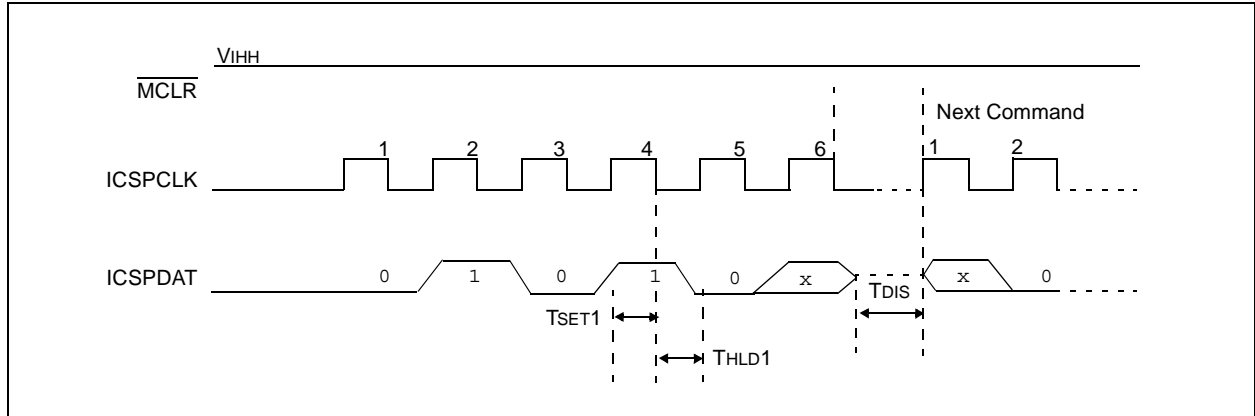 VIHH
MCLR
Next Command
1 2 3 4 5 6 1 2
ICSPCLK
ICSPDAT 0 1 0 1 0 x x 0
TDIS
TSET1
THLD1